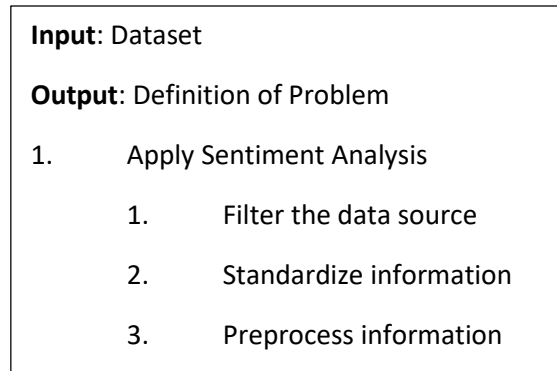 Input: Dataset
Output: Definition of Problem
1. Apply Sentiment Analysis
1. Filter the data source
2. Standardize information
3. Preprocess information